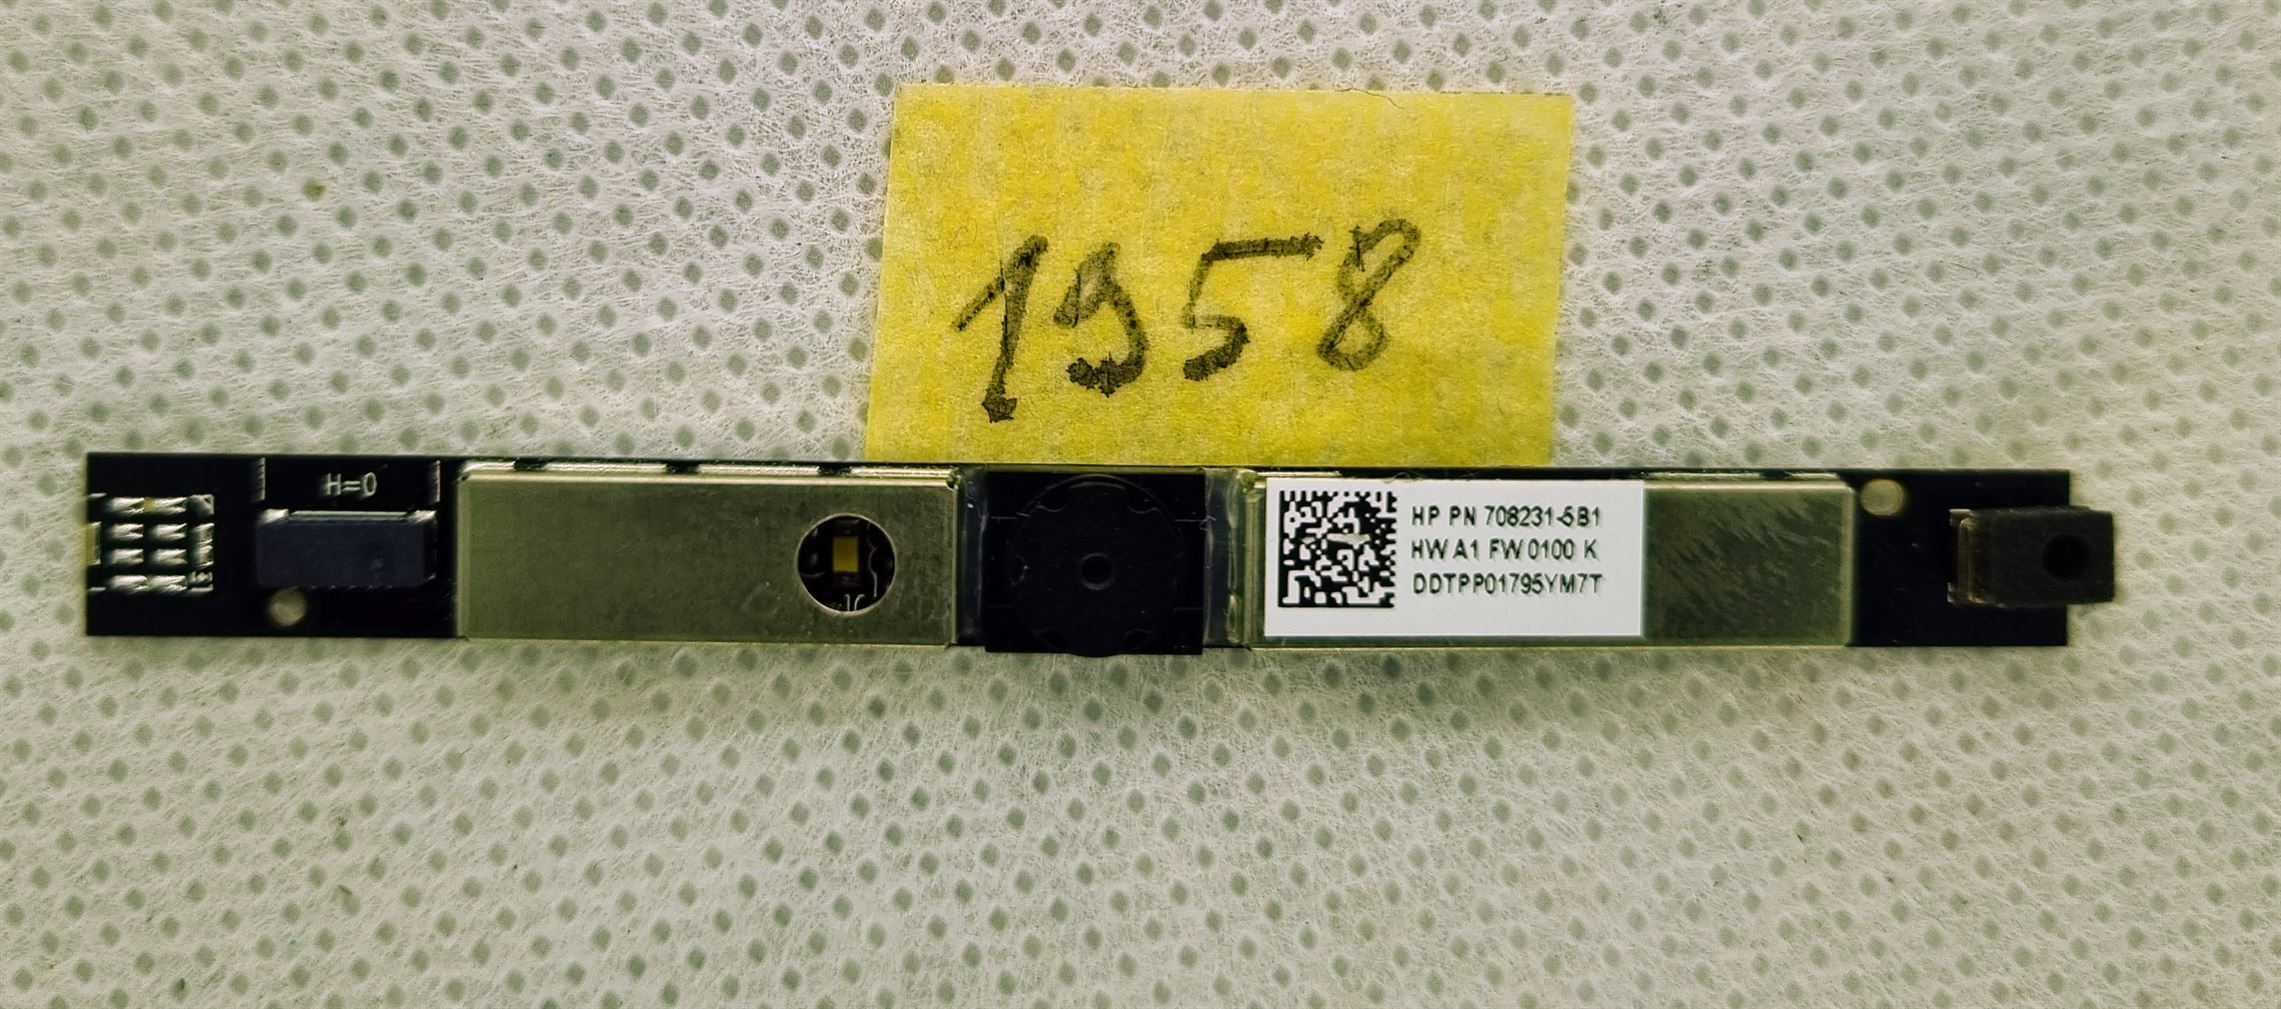 1958
H=0
HP PN 708231-5B1
HW A1 FW 0100 K
DDTPP01795YM7T